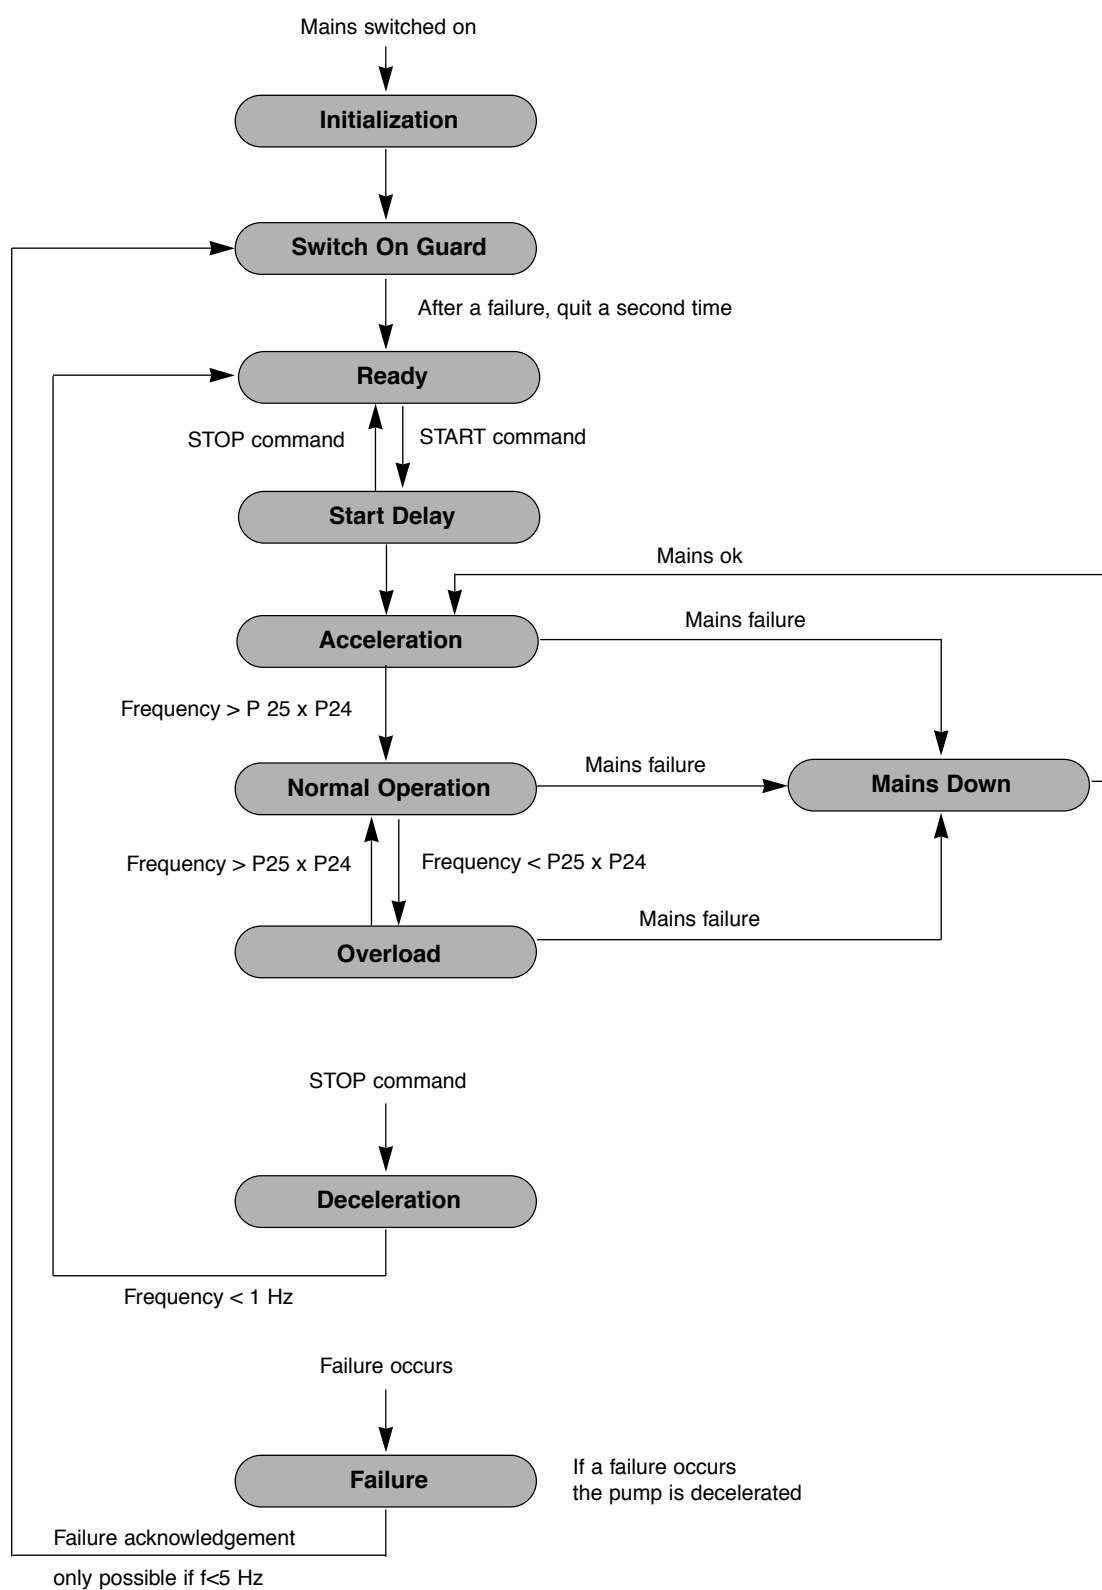 Mains switched on
Initialization
Switch On Guard
After a failure, quit a second time
Ready
STOP command
START command
Start Delay
Mains ok
Acceleration
Mains failure
Frequency > P 25 x P24
Normal Operation
Mains failure
Mains Down
Frequency > P25 x P24
Frequency < P25 x P24
Overload
Mains failure
STOP command
Deceleration
Frequency < 1 Hz
Failure occurs
Failure
If a failure occurs
the pump is decelerated
Failure acknowledgement
only possible if f<5 Hz